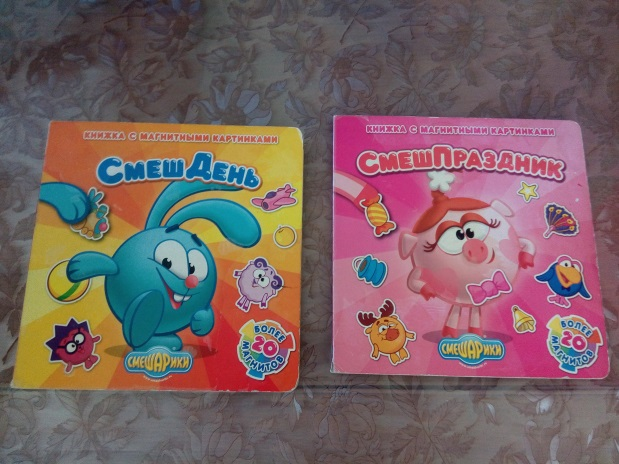 КНИЖКА С МАГНИТНЫМИ КАРТИНКАМИ
СмешДень
СМЕШАРИКИ
БОЛЕЕ
20
МАГНИТОВ
КНИЖКА С МАГНИТНЫМИ КАРТИНКАМИ
СмешПраздник
СМЕШАРИКИ
БОЛЕЕ
20
МАГНИТОВ